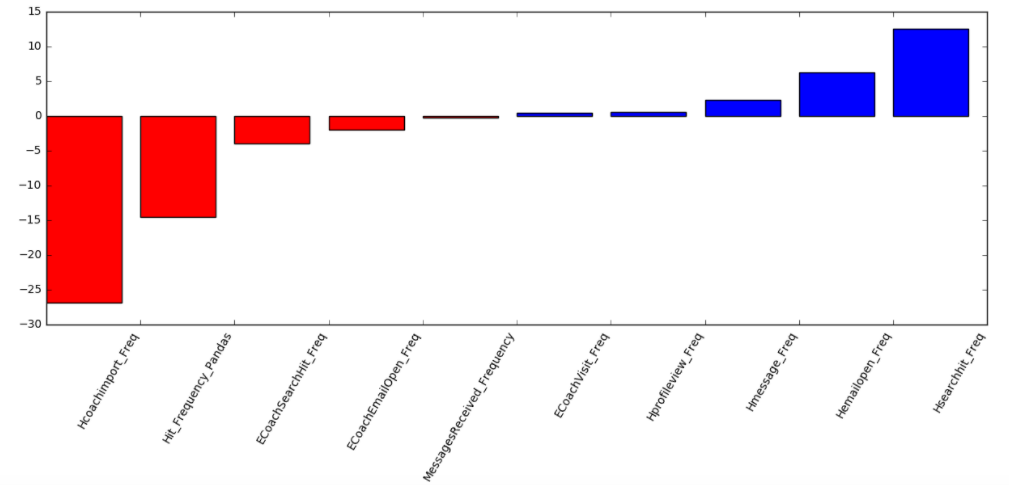 15
10
5
0
−5
−10
−15
−20
−25
−30
Hcoachimport_Freq
Hit_Frequency_Pandas
ECoachSearchHit_Freq
ECoachEmailOpen_Freq
MessagesReceived_Frequency
ECoachVisit_Freq
Hprofileview_Freq
Hmessage_Freq
Hemailopen_Freq
Hsearchhit_Freq